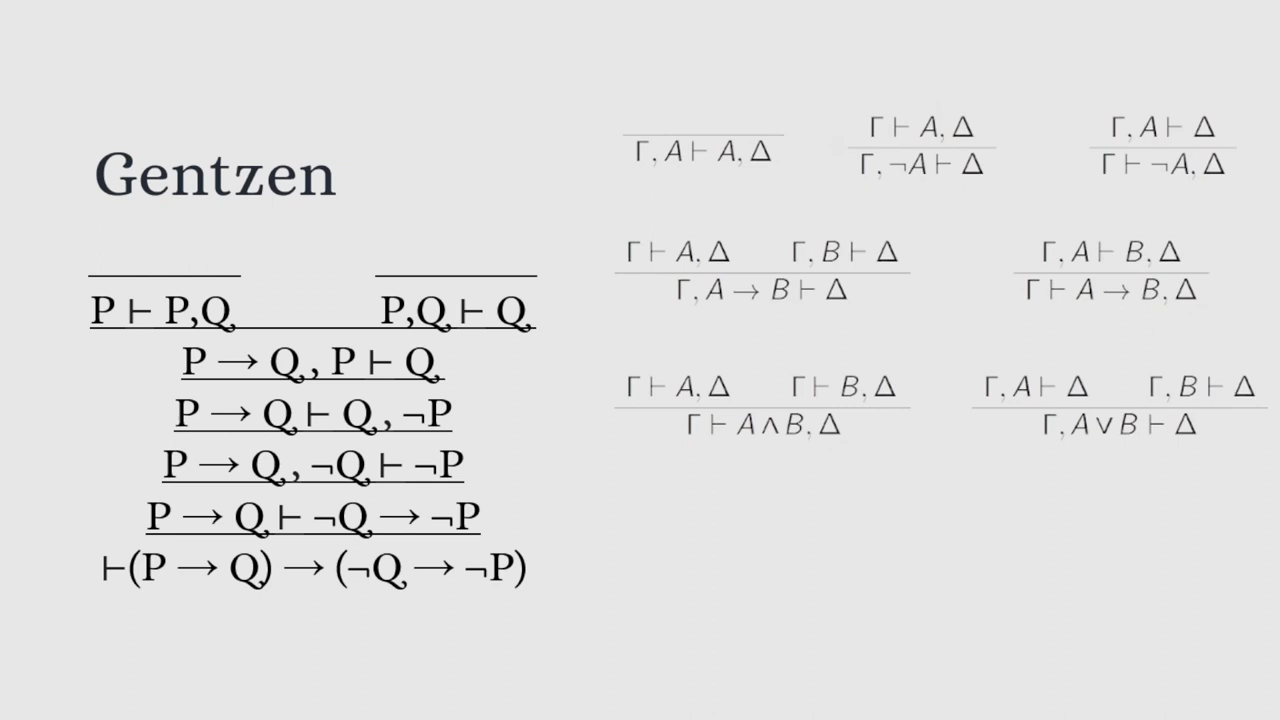 Gentzen
P ⊢ P,Q P,Q ⊢ Q
P → Q , P ⊢ Q
P → Q ⊢ Q , ¬P
P → Q , ¬Q ⊢ ¬P
P → Q ⊢ ¬Q → ¬P
⊢(P → Q) → (¬Q → ¬P)
Γ, A ⊢ A, Δ
Γ ⊢ A, Δ
Γ, ¬A ⊢ Δ
Γ, A ⊢ Δ
Γ ⊢ ¬A, Δ
Γ ⊢ A, Δ Γ, B ⊢ Δ
Γ, A → B ⊢ Δ
Γ, A ⊢ B, Δ
Γ ⊢ A → B, Δ
Γ ⊢ A, Δ Γ ⊢ B, Δ
Γ ⊢ A ∧ B, Δ
Γ, A ⊢ Δ Γ, B ⊢ Δ
Γ, A ∨ B ⊢ Δ